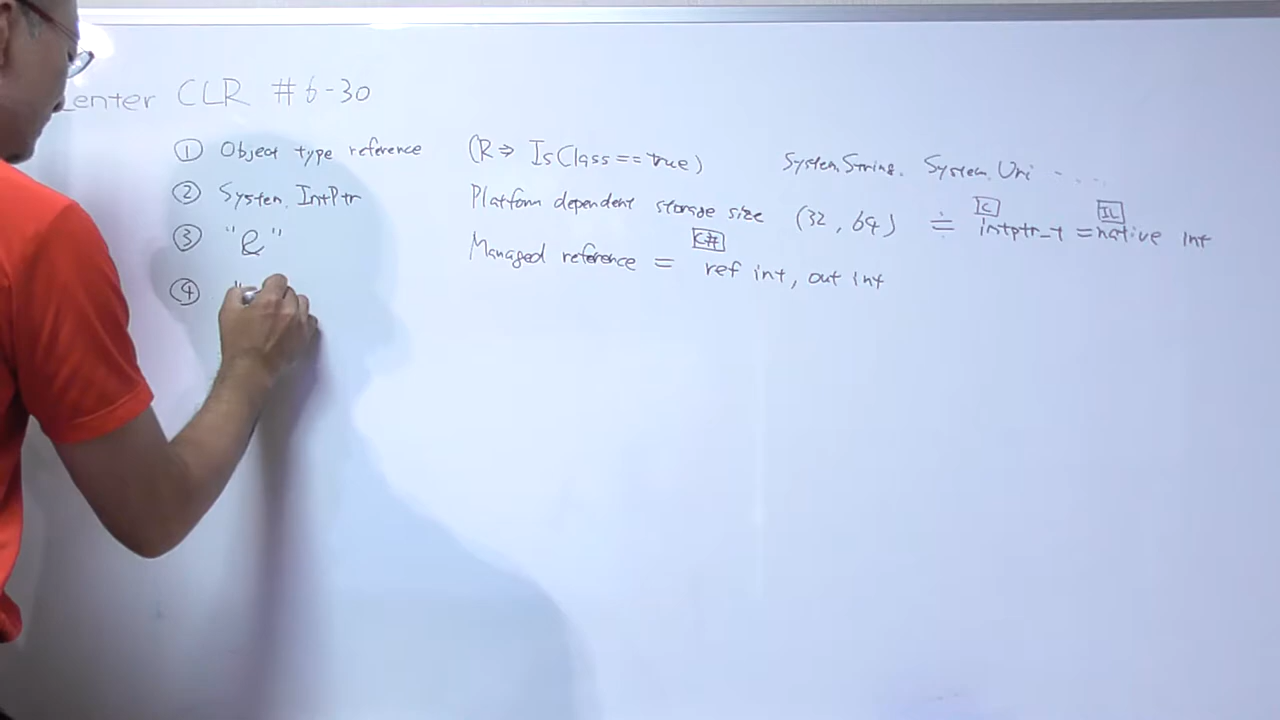 enter CLR #6-30
① Object type reference (R⇒ IsClass==true) System.String. System.Uri ....
② System.IntPtr Platform dependent storage size (32, 64) ≒ [C] intptr_t = [IL] native int
③ "&" Managed reference = [C#] ref int, out int
④ "